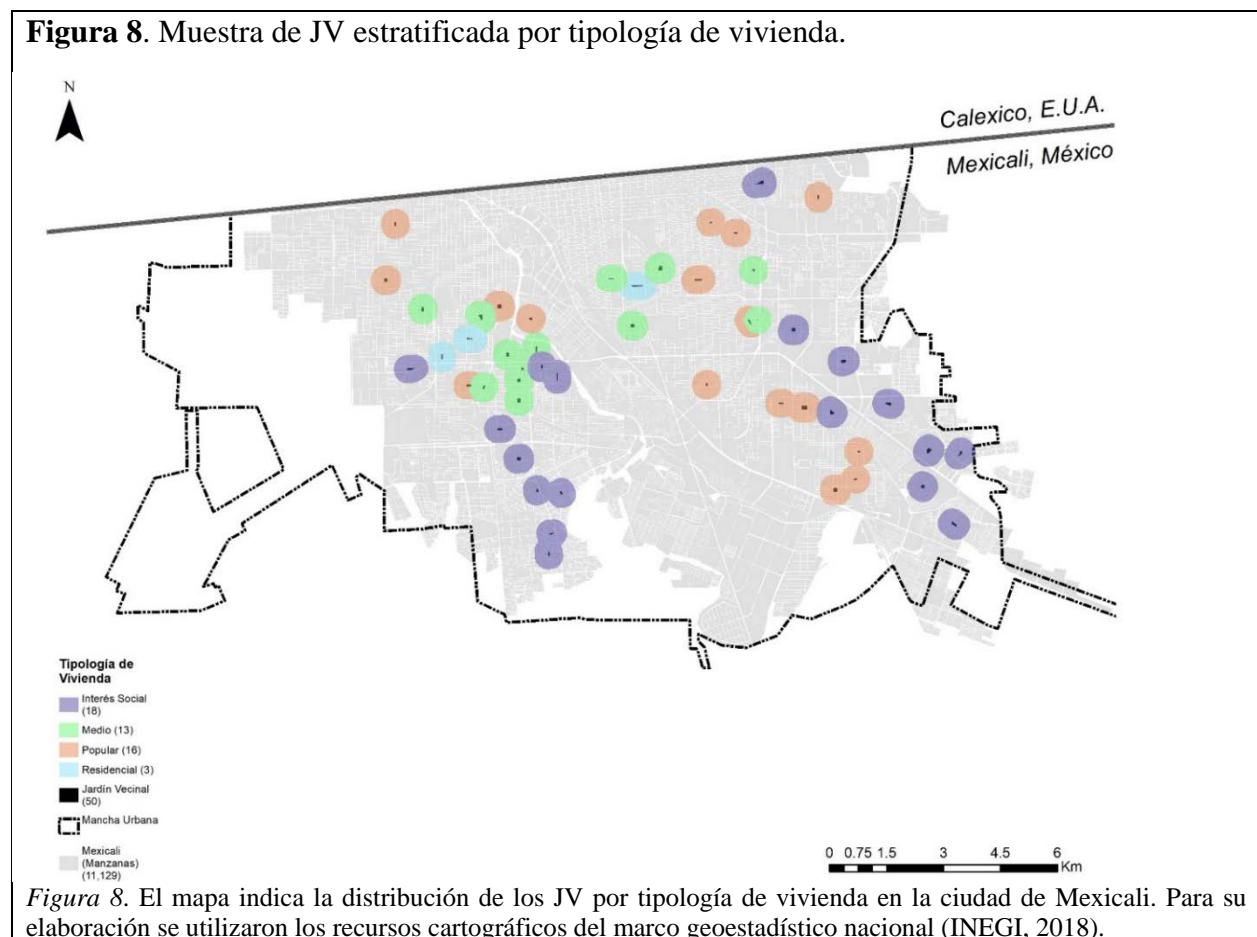 Figura 8. Muestra de JV estratificada por tipología de vivienda.
N
Calexico, E.U.A.
Mexicali, México
Tipología de
Vivienda
Interés Social
(18)
Medio (13)
Popular (16)
Residencial (3)
Jardín Vecinal
(50)
Mancha Urbana
Mexicali
(Manzanas)
(11,129)
0 0.75 1.5 3 4.5 6
Km
Figura 8. El mapa indica la distribución de los JV por tipología de vivienda en la ciudad de Mexicali. Para su
elaboración se utilizaron los recursos cartográficos del marco geoestadístico nacional (INEGI, 2018).